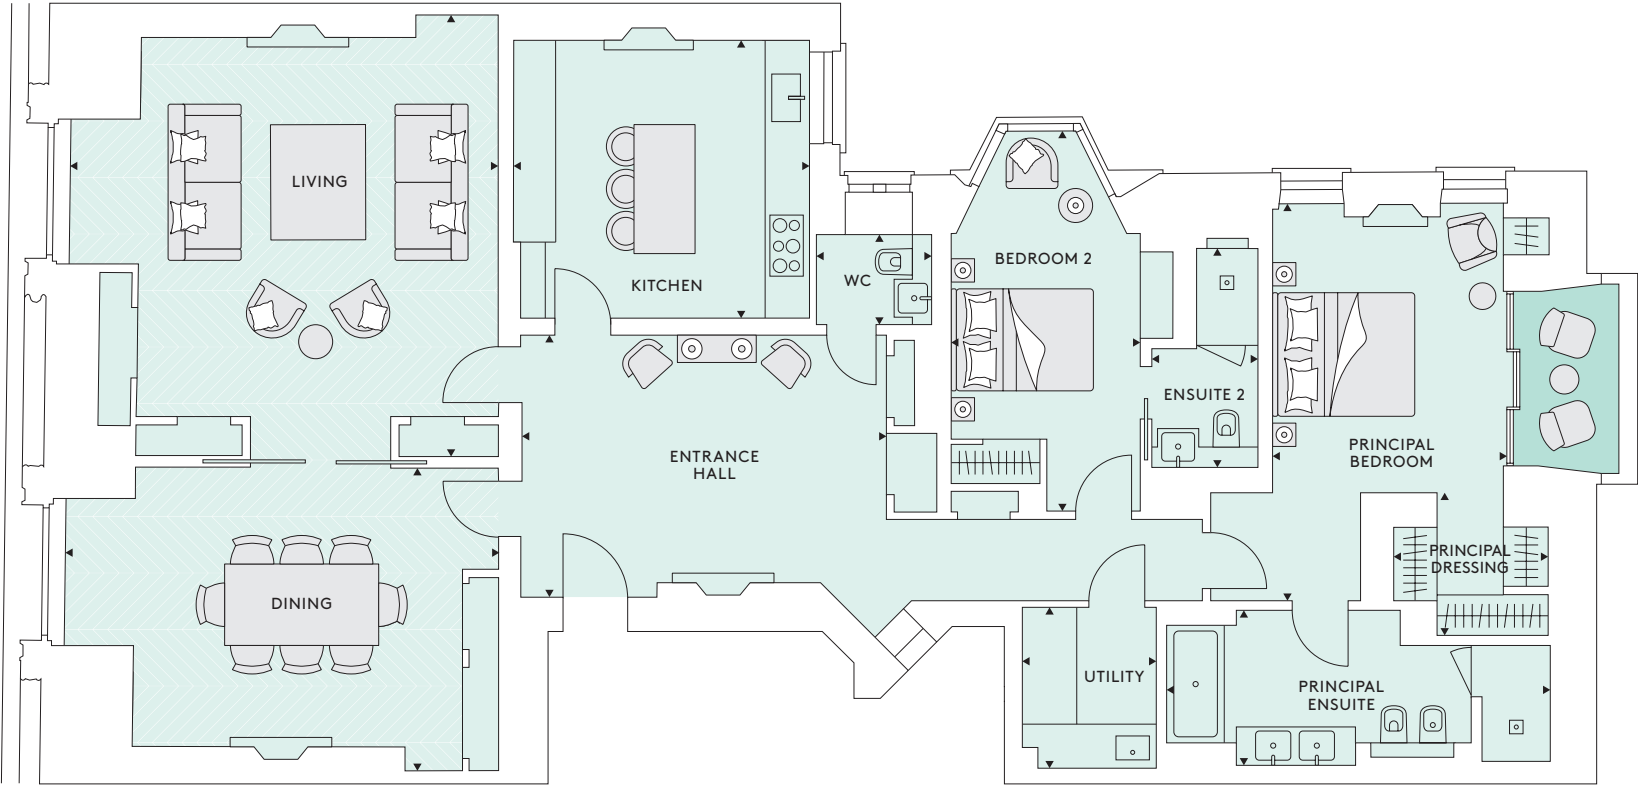 LIVING
KITCHEN
WC
BEDROOM 2
ENSUITE 2
PRINCIPAL
BEDROOM
ENTRANCE
HALL
PRINCIPAL
DRESSING
DINING
UTILITY
PRINCIPAL
ENSUITE